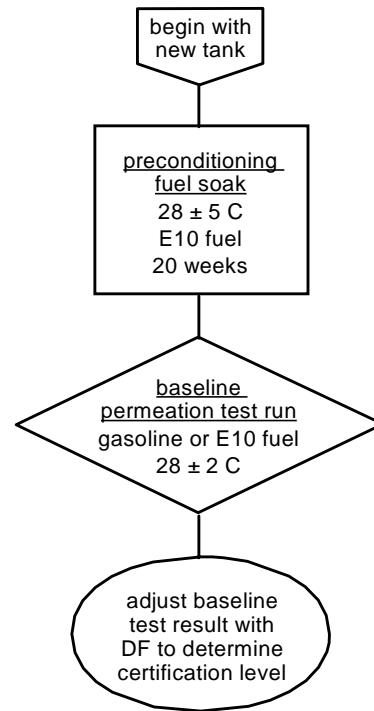 begin with
new tank
preconditioning
fuel soak
28 ± 5 C
E10 fuel
20 weeks
baseline
permeation test run
gasoline or E10 fuel
28 ± 2 C
adjust baseline
test result with
DF to determine
certification level